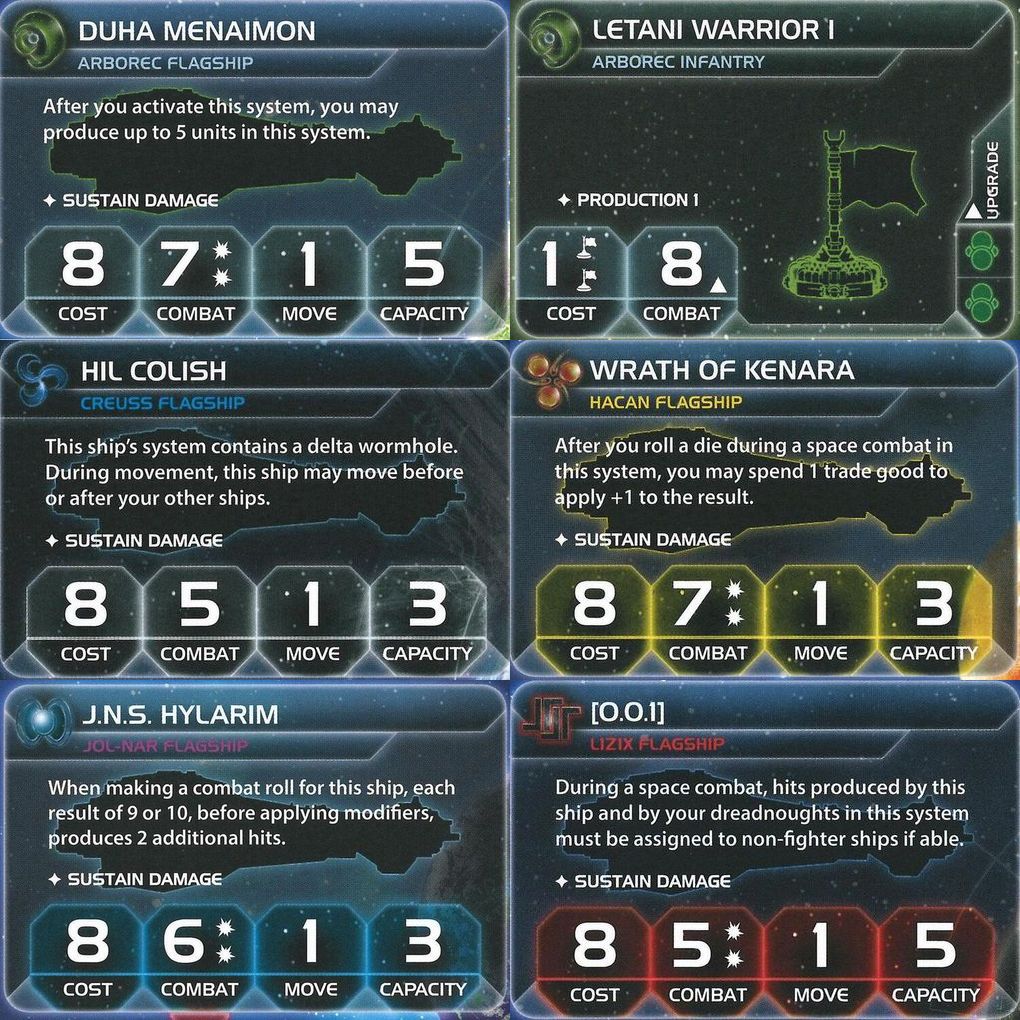 DUHA MENAIMON
ARBOREC FLAGSHIP
After you activate this system, you may
produce up to 5 units in this system.
✦ SUSTAIN DAMAGE
8 7 1 5
COST COMBAT MOVE CAPACITY
LETANI WARRIOR I
ARBOREC INFANTRY
✦ PRODUCTION 1
UPGRADE
1 8
COST COMBAT
HIL COLISH
CREUSS FLAGSHIP
This ship's system contains a delta wormhole.
During movement, this ship may move before
or after your other ships.
✦ SUSTAIN DAMAGE
8 5 1 3
COST COMBAT MOVE CAPACITY
WRATH OF KENARA
HACAN FLAGSHIP
After you roll a die during a space combat in
this system, you may spend 1 trade good to
apply +1 to the result.
✦ SUSTAIN DAMAGE
8 7 1 3
COST COMBAT MOVE CAPACITY
J.N.S. HYLARIM
JOL-NAR FLAGSHIP
When making a combat roll for this ship, each
result of 9 or 10, before applying modifiers,
produces 2 additional hits.
✦ SUSTAIN DAMAGE
8 6 1 3
COST COMBAT MOVE CAPACITY
[0.0.1]
L1Z1X FLAGSHIP
During a space combat, hits produced by this
ship and by your dreadnoughts in this system
must be assigned to non-fighter ships if able.
✦ SUSTAIN DAMAGE
8 5 1 5
COST COMBAT MOVE CAPACITY